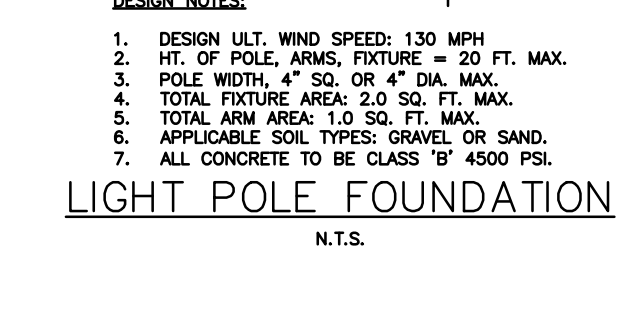 DESIGN NOTES:
1. DESIGN ULT. WIND SPEED: 130 MPH
2. HT. OF POLE, ARMS, FIXTURE = 20 FT. MAX.
3. POLE WIDTH, 4" SQ. OR 4" DIA. MAX.
4. TOTAL FIXTURE AREA: 2.0 SQ. FT. MAX.
5. TOTAL ARM AREA: 1.0 SQ. FT. MAX.
6. APPLICABLE SOIL TYPES: GRAVEL OR SAND.
7. ALL CONCRETE TO BE CLASS 'B' 4500 PSI.
LIGHT POLE FOUNDATION
N.T.S.